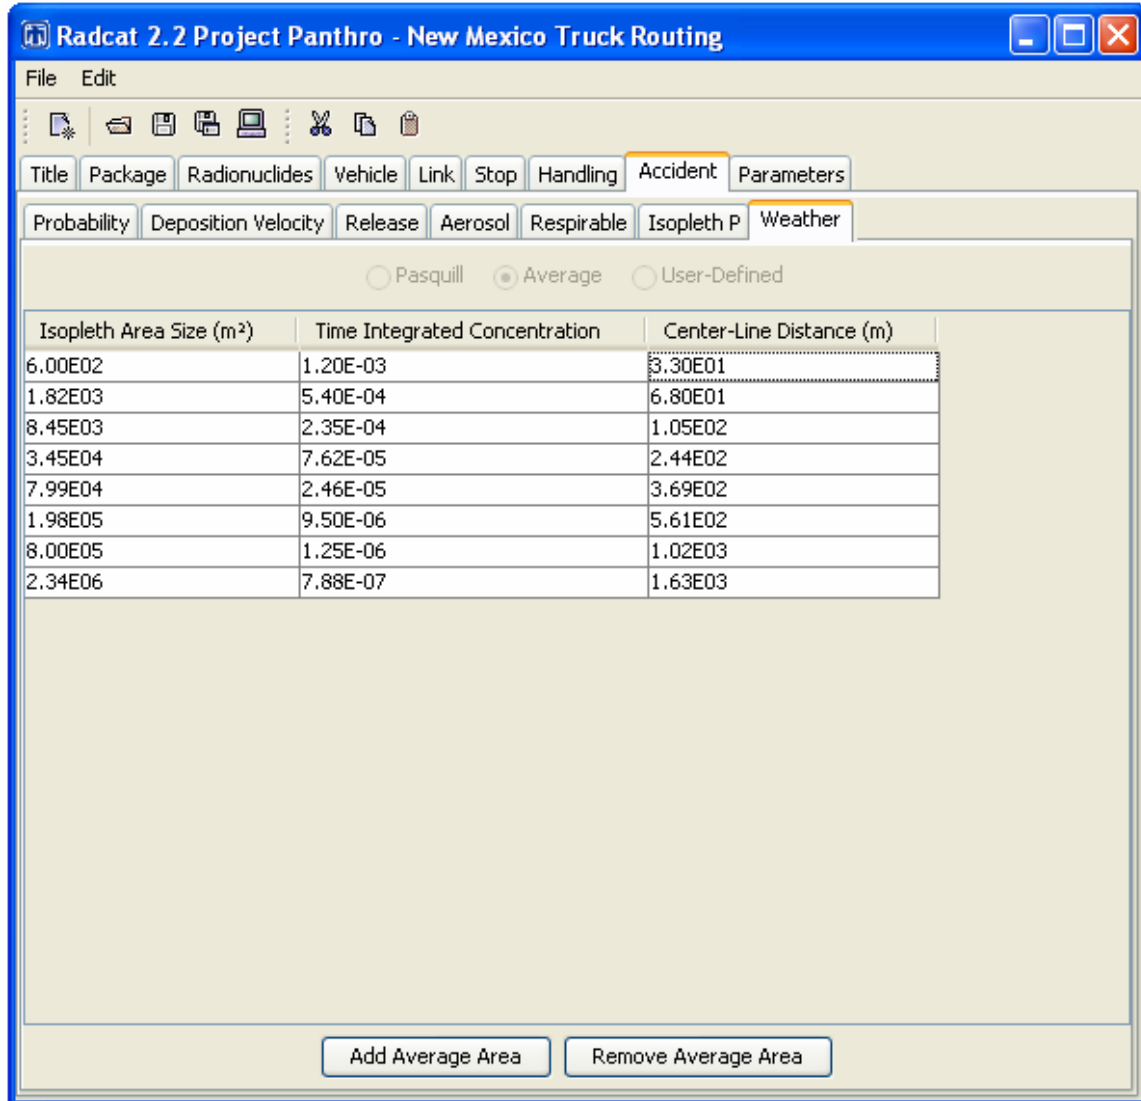 Radcat 2.2 Project Panthro - New Mexico Truck Routing
File Edit
Title Package Radionuclides Vehicle Link Stop Handling Accident Parameters
Probability Deposition Velocity Release Aerosol Respirable Isopleth P Weather
Pasquill Average User-Defined
Isopleth Area Size (m²) Time Integrated Concentration Center-Line Distance (m)
6.00E02 1.20E-03 3.30E01
1.82E03 5.40E-04 6.80E01
8.45E03 2.35E-04 1.05E02
3.45E04 7.62E-05 2.44E02
7.99E04 2.46E-05 3.69E02
1.98E05 9.50E-06 5.61E02
8.00E05 1.25E-06 1.02E03
2.34E06 7.88E-07 1.63E03
Add Average Area Remove Average Area